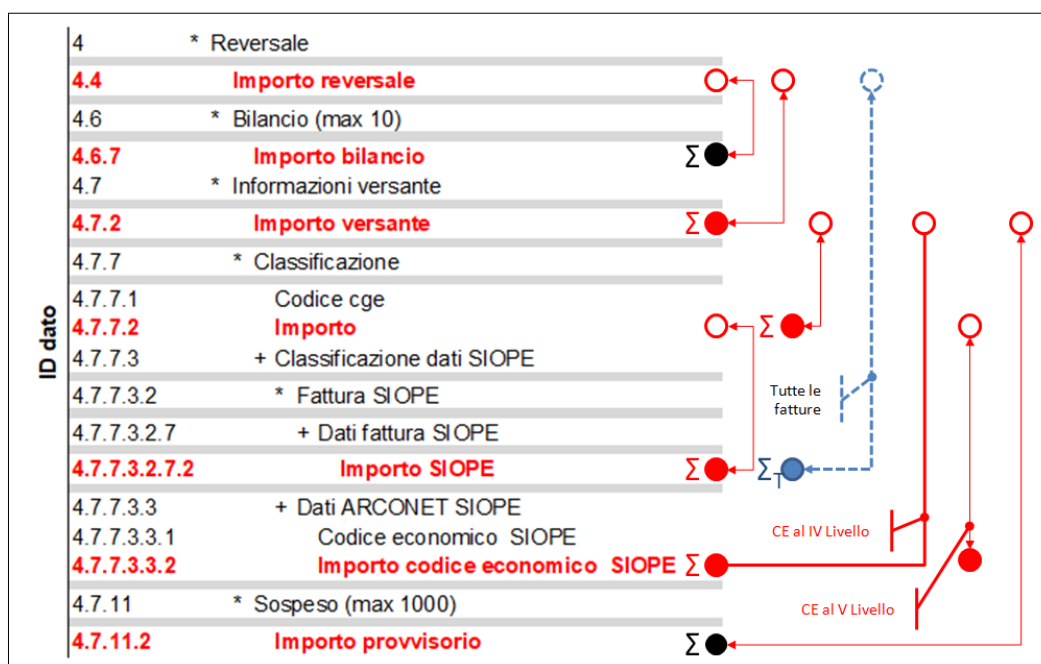 ID dato
4 * Reversale
4.4 Importo reversale
4.6 * Bilancio (max 10)
4.6.7 Importo bilancio Σ
4.7 * Informazioni versante
4.7.2 Importo versante Σ
4.7.7 * Classificazione
4.7.7.1 Codice cge
4.7.7.2 Importo Σ
4.7.7.3 + Classificazione dati SIOPE
4.7.7.3.2 * Fattura SIOPE
Tutte le
fatture
4.7.7.3.2.7 + Dati fattura SIOPE
4.7.7.3.2.7.2 Importo SIOPE Σ ΣT
4.7.7.3.3 + Dati ARCONET SIOPE
4.7.7.3.3.1 Codice economico SIOPE
CE al IV Livello
4.7.7.3.3.2 Importo codice economico SIOPE Σ
4.7.11 * Sospeso (max 1000)
CE al V Livello
4.7.11.2 Importo provvisorio Σ